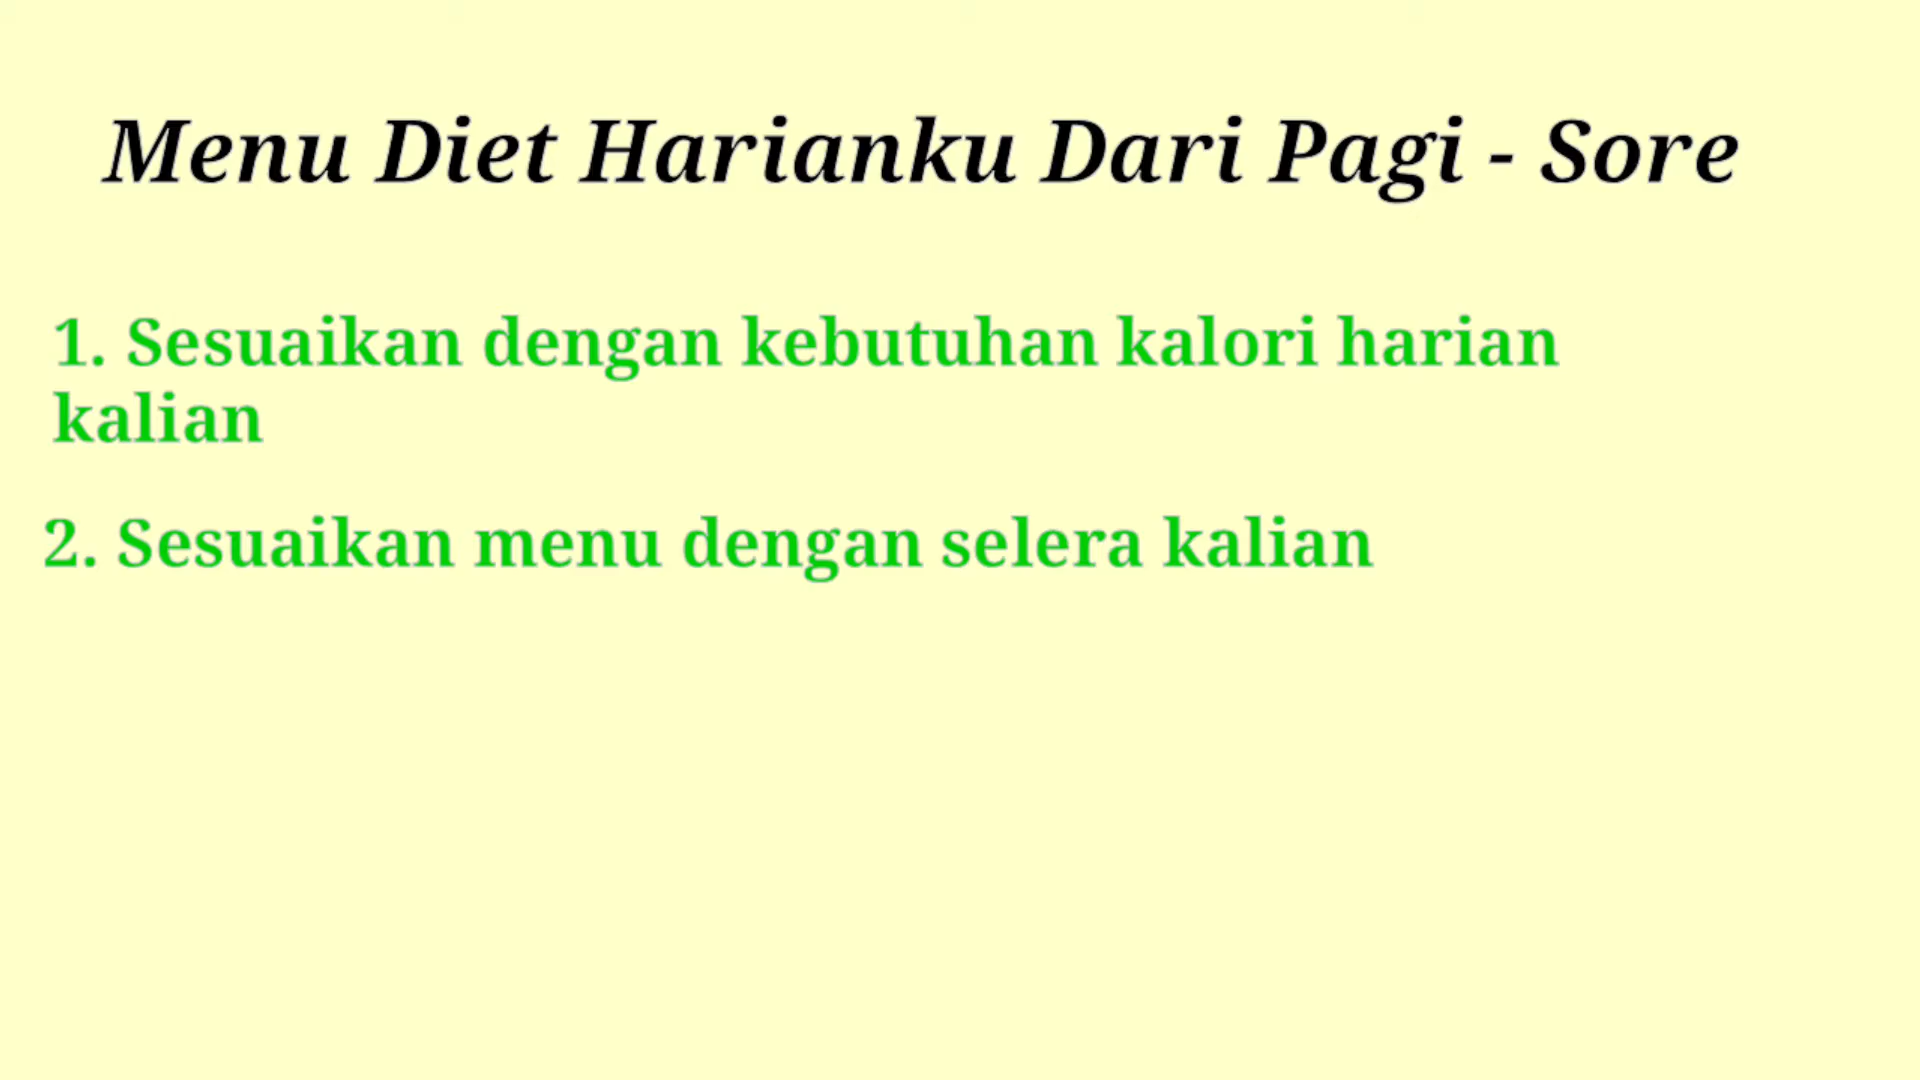 Menu Diet Harianku Dari Pagi - Sore
1. Sesuaikan dengan kebutuhan kalori harian
kalian
2. Sesuaikan menu dengan selera kalian